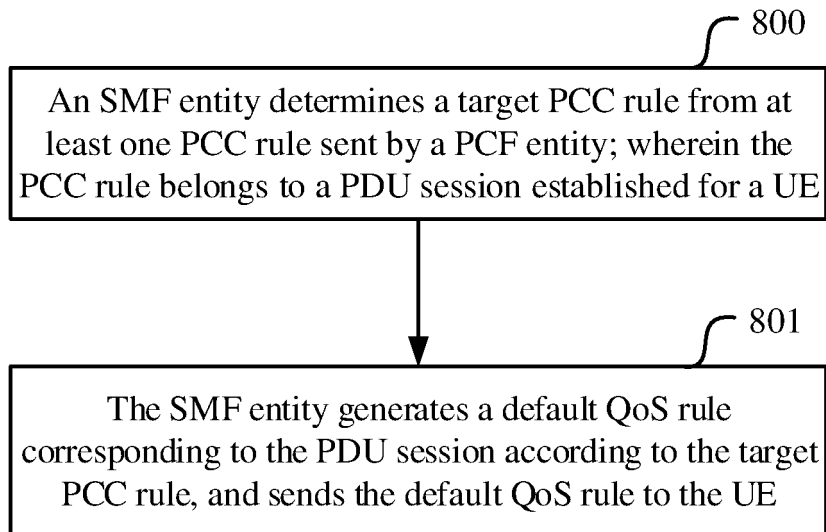 800
An SMF entity determines a target PCC rule from at
least one PCC rule sent by a PCF entity; wherein the
PCC rule belongs to a PDU session established for a UE
801
The SMF entity generates a default QoS rule
corresponding to the PDU session according to the target
PCC rule, and sends the default QoS rule to the UE